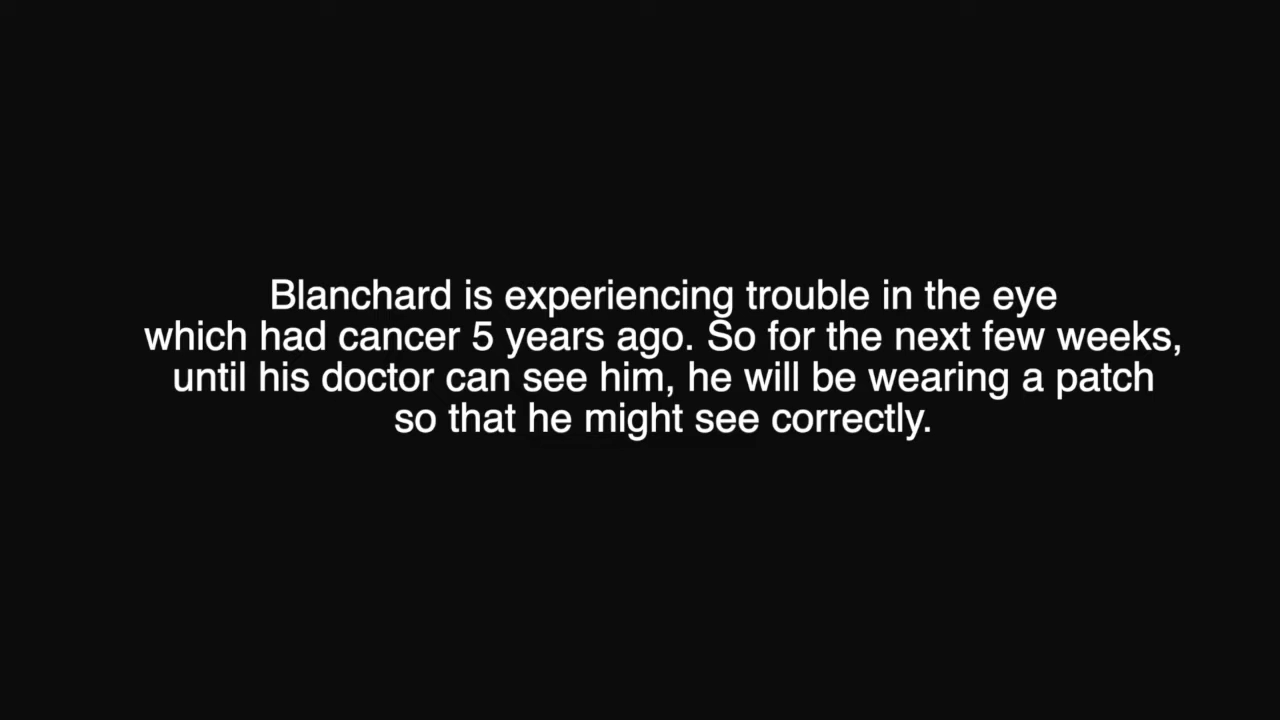 Blanchard is experiencing trouble in the eye
which had cancer 5 years ago. So for the next few weeks,
until his doctor can see him, he will be wearing a patch
so that he might see correctly.